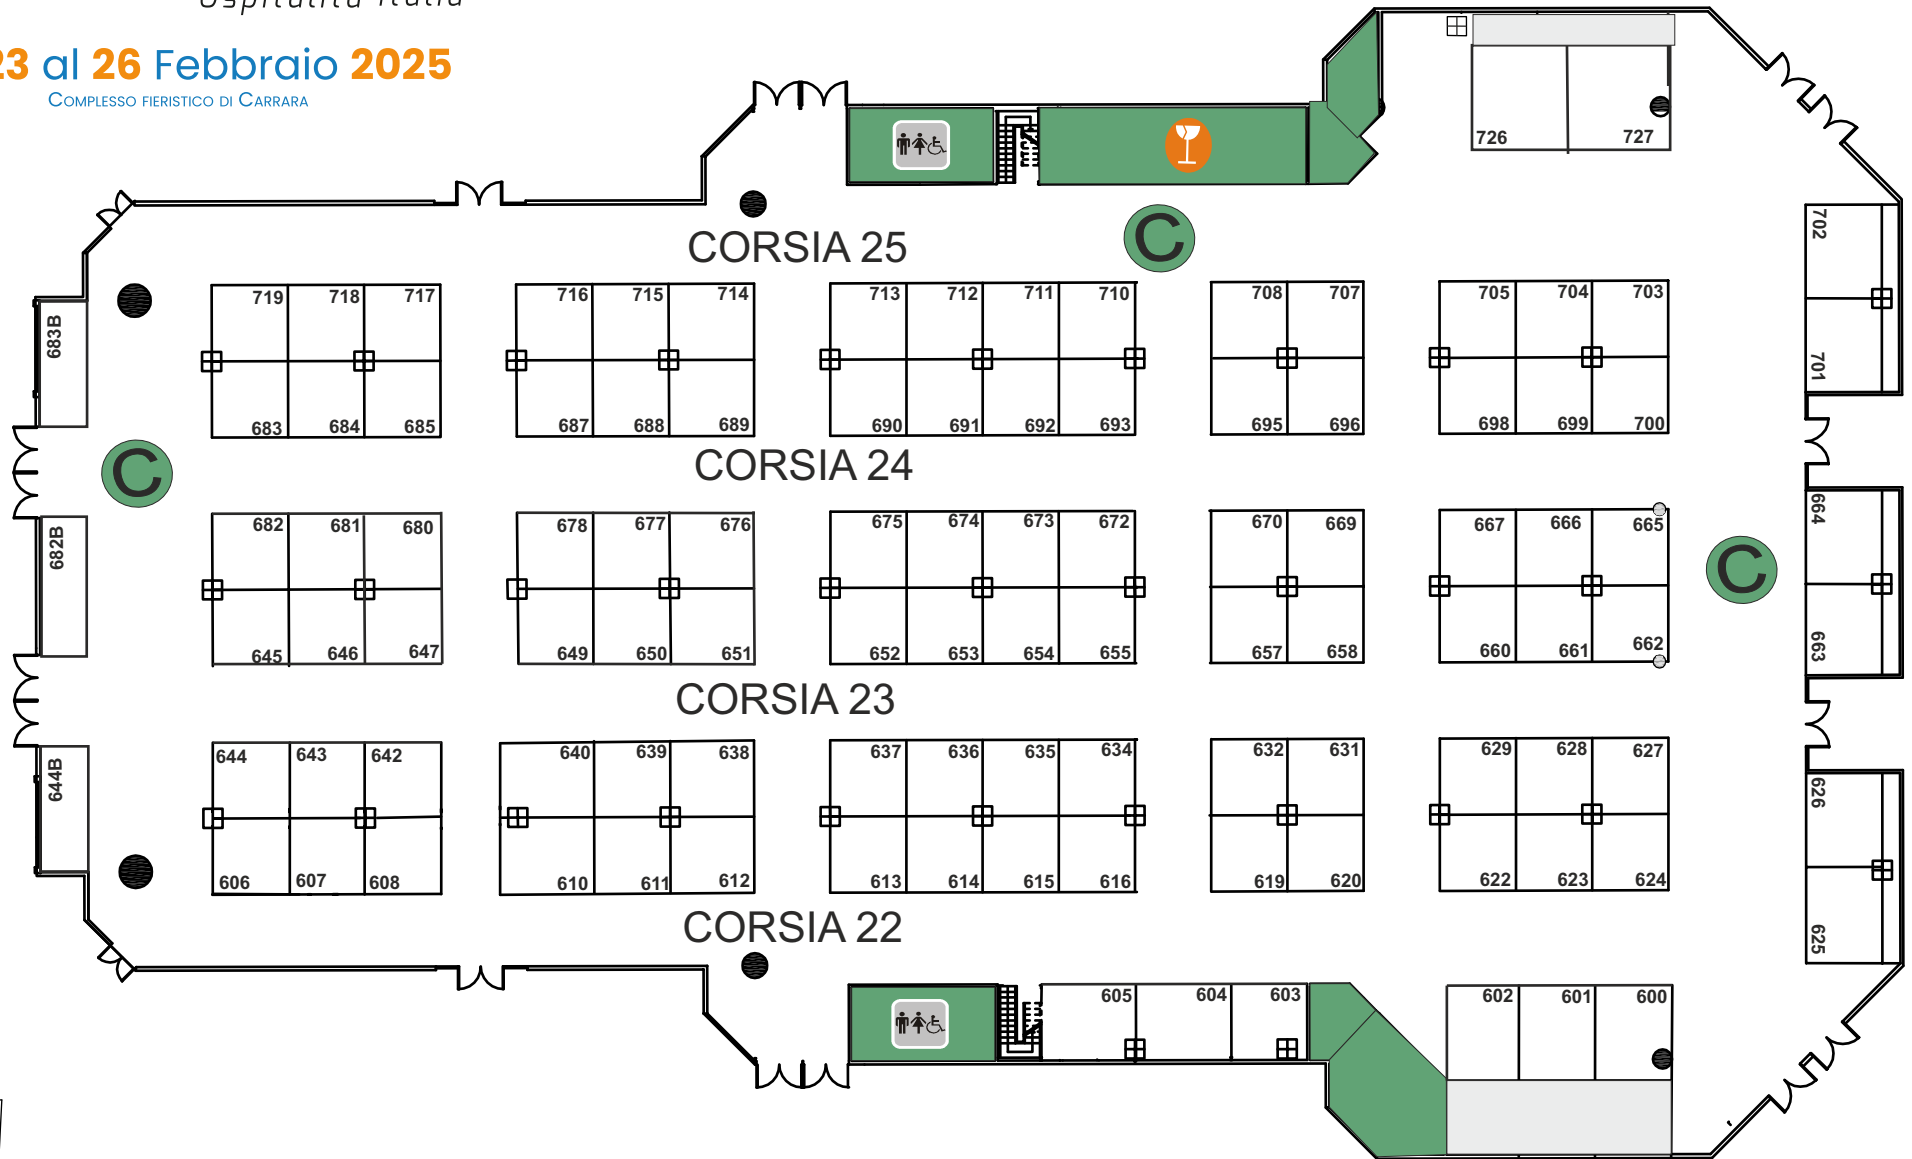 Ospitalità Italia
23 al 26 Febbraio 2025
Complesso fieristico di Carrara
726 727
CORSIA 25
C
702
701
719 718 717 716 715 714 713 712 711 710 708 707 705 704 703
683B
683 684 685 687 688 689 690 691 692 693 695 696 698 699 700
CORSIA 24
C
682 681 680 678 677 676 675 674 673 672 670 669 667 666 665
682B
664
663
C
645 646 647 649 650 651 652 653 654 655 657 658 660 661 662
CORSIA 23
644 643 642 640 639 638 637 636 635 634 632 631 629 628 627
644B
626
625
606 607 608 610 611 612 613 614 615 616 619 620 622 623 624
CORSIA 22
605 604 603 602 601 600